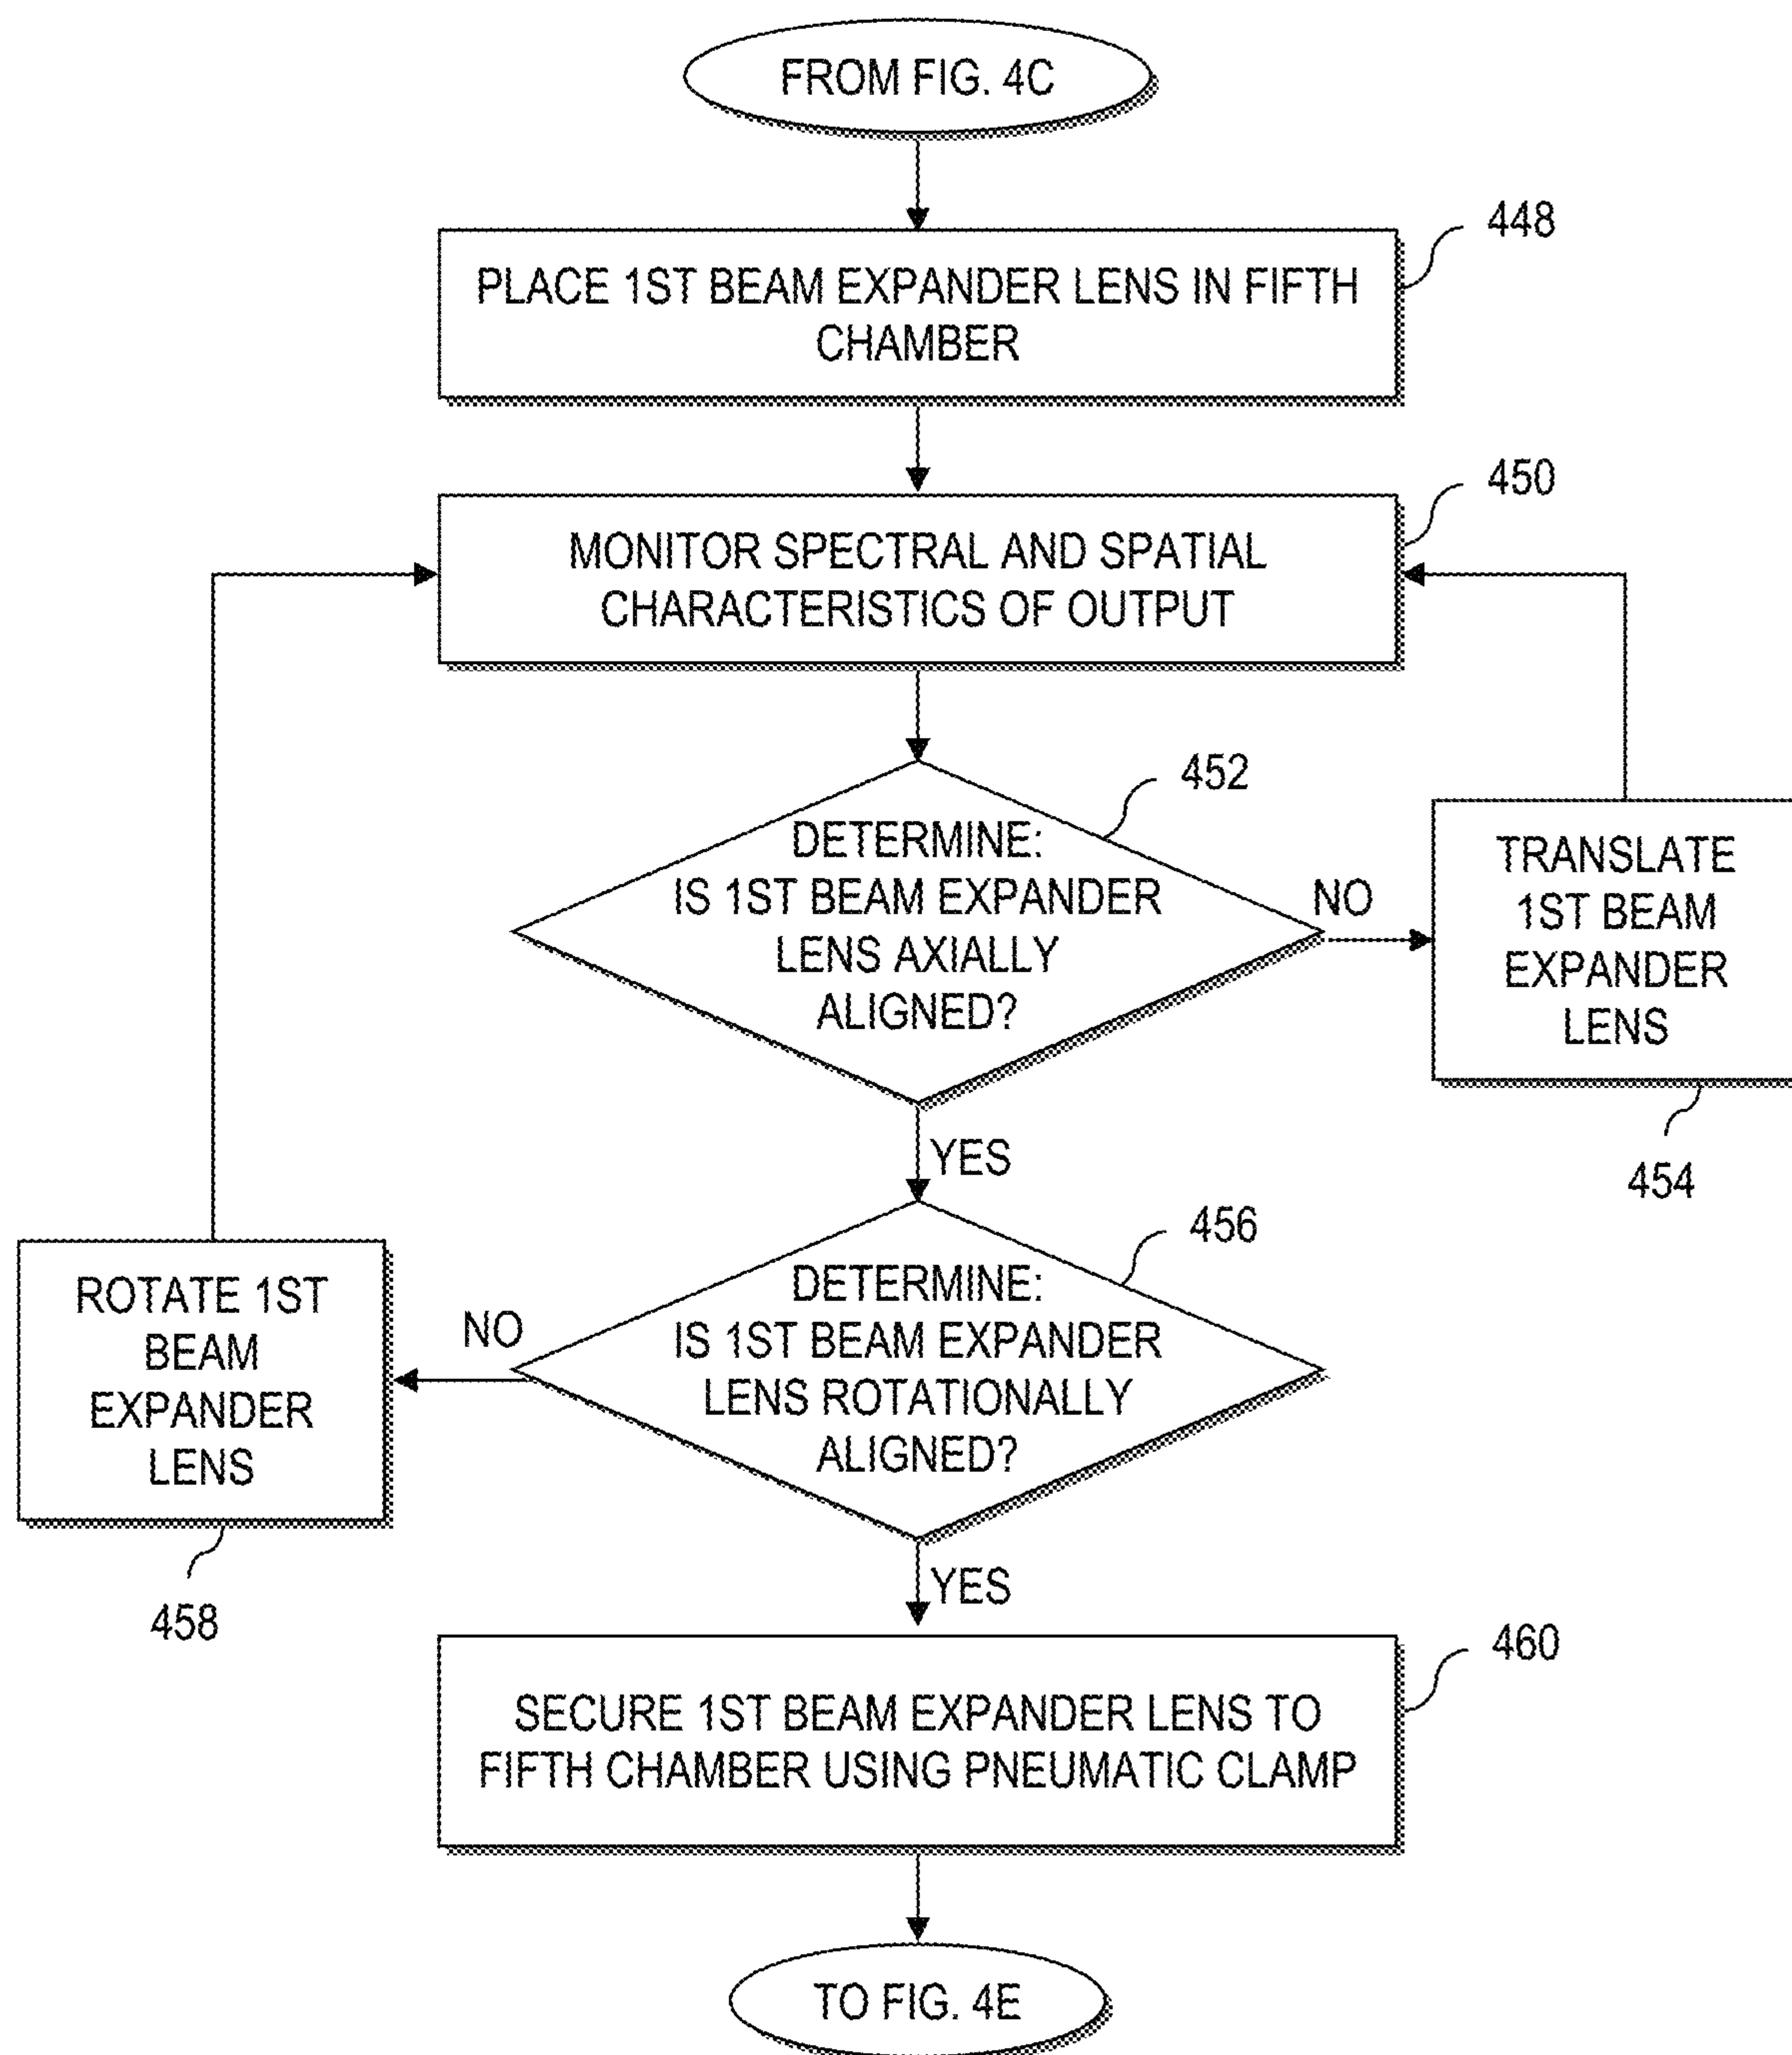 FROM FIG. 4C
448
PLACE 1ST BEAM EXPANDER LENS IN FIFTH
CHAMBER
450
MONITOR SPECTRAL AND SPATIAL
CHARACTERISTICS OF OUTPUT
452
DETERMINE:
IS 1ST BEAM EXPANDER
LENS AXIALLY
ALIGNED?
NO
TRANSLATE
1ST BEAM
EXPANDER
LENS
454
YES
456
DETERMINE:
IS 1ST BEAM EXPANDER
LENS ROTATIONALLY
ALIGNED?
NO
ROTATE 1ST
BEAM
EXPANDER
LENS
458
YES
460
SECURE 1ST BEAM EXPANDER LENS TO
FIFTH CHAMBER USING PNEUMATIC CLAMP
TO FIG. 4E